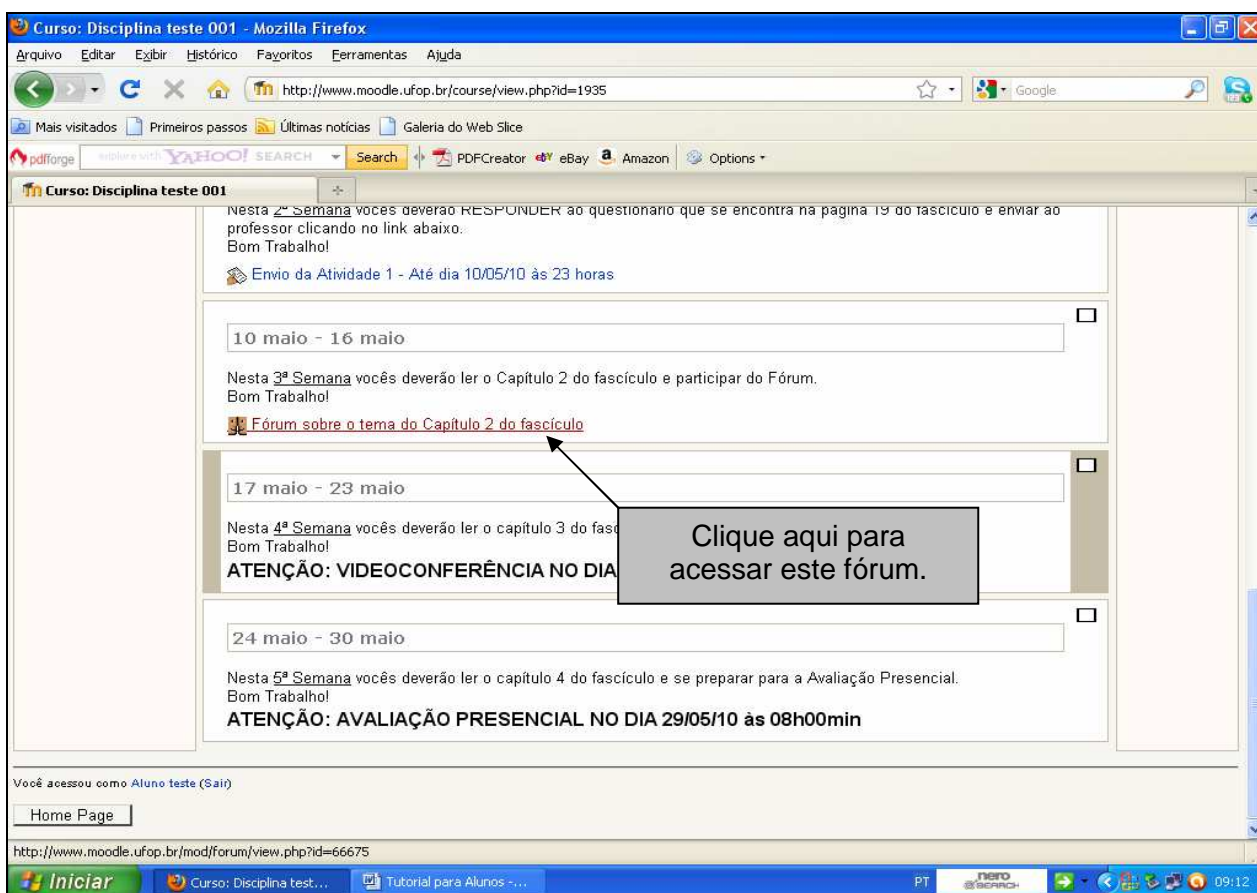 Curso: Disciplina teste 001 - Mozilla Firefox
Arquivo Editar Exibir Histórico Favoritos Ferramentas Ajuda
http://www.moodle.ufop.br/course/view.php?id=1935
Google
Mais visitados Primeiros passos Últimas notícias Galeria do Web Slice
pdfforge YAHOO! SEARCH Search PDFCreator eBay Amazon Options
Curso: Disciplina teste 001
Nesta 2ª Semana vocês deverão RESPONDER ao questionário que se encontra na página 19 do fascículo e enviar ao
professor clicando no link abaixo.
Bom Trabalho!
Envio da Atividade 1 - Até dia 10/05/10 às 23 horas
10 maio - 16 maio
Nesta 3ª Semana vocês deverão ler o Capítulo 2 do fascículo e participar do Fórum.
Bom Trabalho!
Fórum sobre o tema do Capítulo 2 do fascículo
17 maio - 23 maio
Nesta 4ª Semana vocês deverão ler o capítulo 3 do fasc
Bom Trabalho!
ATENÇÃO: VIDEOCONFERÊNCIA NO DIA
Clique aqui para
acessar este fórum.
24 maio - 30 maio
Nesta 5ª Semana vocês deverão ler o capítulo 4 do fascículo e se preparar para a Avaliação Presencial.
Bom Trabalho!
ATENÇÃO: AVALIAÇÃO PRESENCIAL NO DIA 29/05/10 às 08h00min
Você acessou como Aluno teste (Sair)
Home Page
http://www.moodle.ufop.br/mod/forum/view.php?id=66675
Iniciar Curso: Disciplina test... Tutorial para Alunos -... PT nero SEARCH 09:12